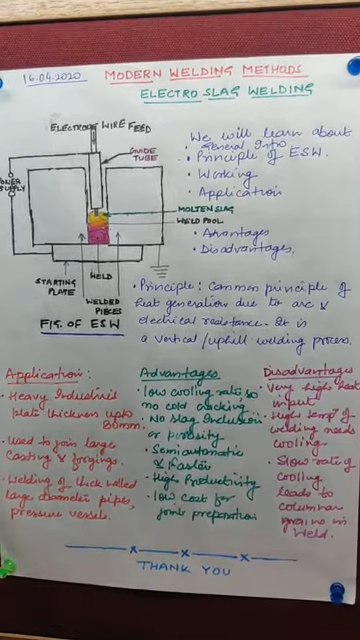 16.04.2020
MODERN WELDING METHODS
ELECTRO SLAG WELDING
ELECTRODE WIRE FEED
GUIDE
TUBE
POWER
SUPPLY
MOLTEN SLAG
WELD POOL
WELD
STARTING
PLATE
WELDED
PIECES
FIG. OF ESW
We will learn about
• General Info
• Principle of ESW.
• Working
• Application
• Advantages
• Disadvantages.
• Principle: Common principle of
heat generation due to arc &
electrical resistance. It is
a vertical/uphill welding process.
Application:
• Heavy Industries
plate thickness upto
80mm.
• Used to join large
casting & forgings.
• Welding of thick walled
large diameter pipes,
pressure vessels.
Advantages
• low cooling rate so
no cold cracking.
• No slag Inclusion
or porosity
• Semiautomatic
& faster
• High Productivity
• low cost for
joint preparation
Disadvantages
• Very high heat
input
• High temp of
welding needs
cooling
• Slow rate of
cooling
leads to
columnar
grains in
weld.
THANK YOU